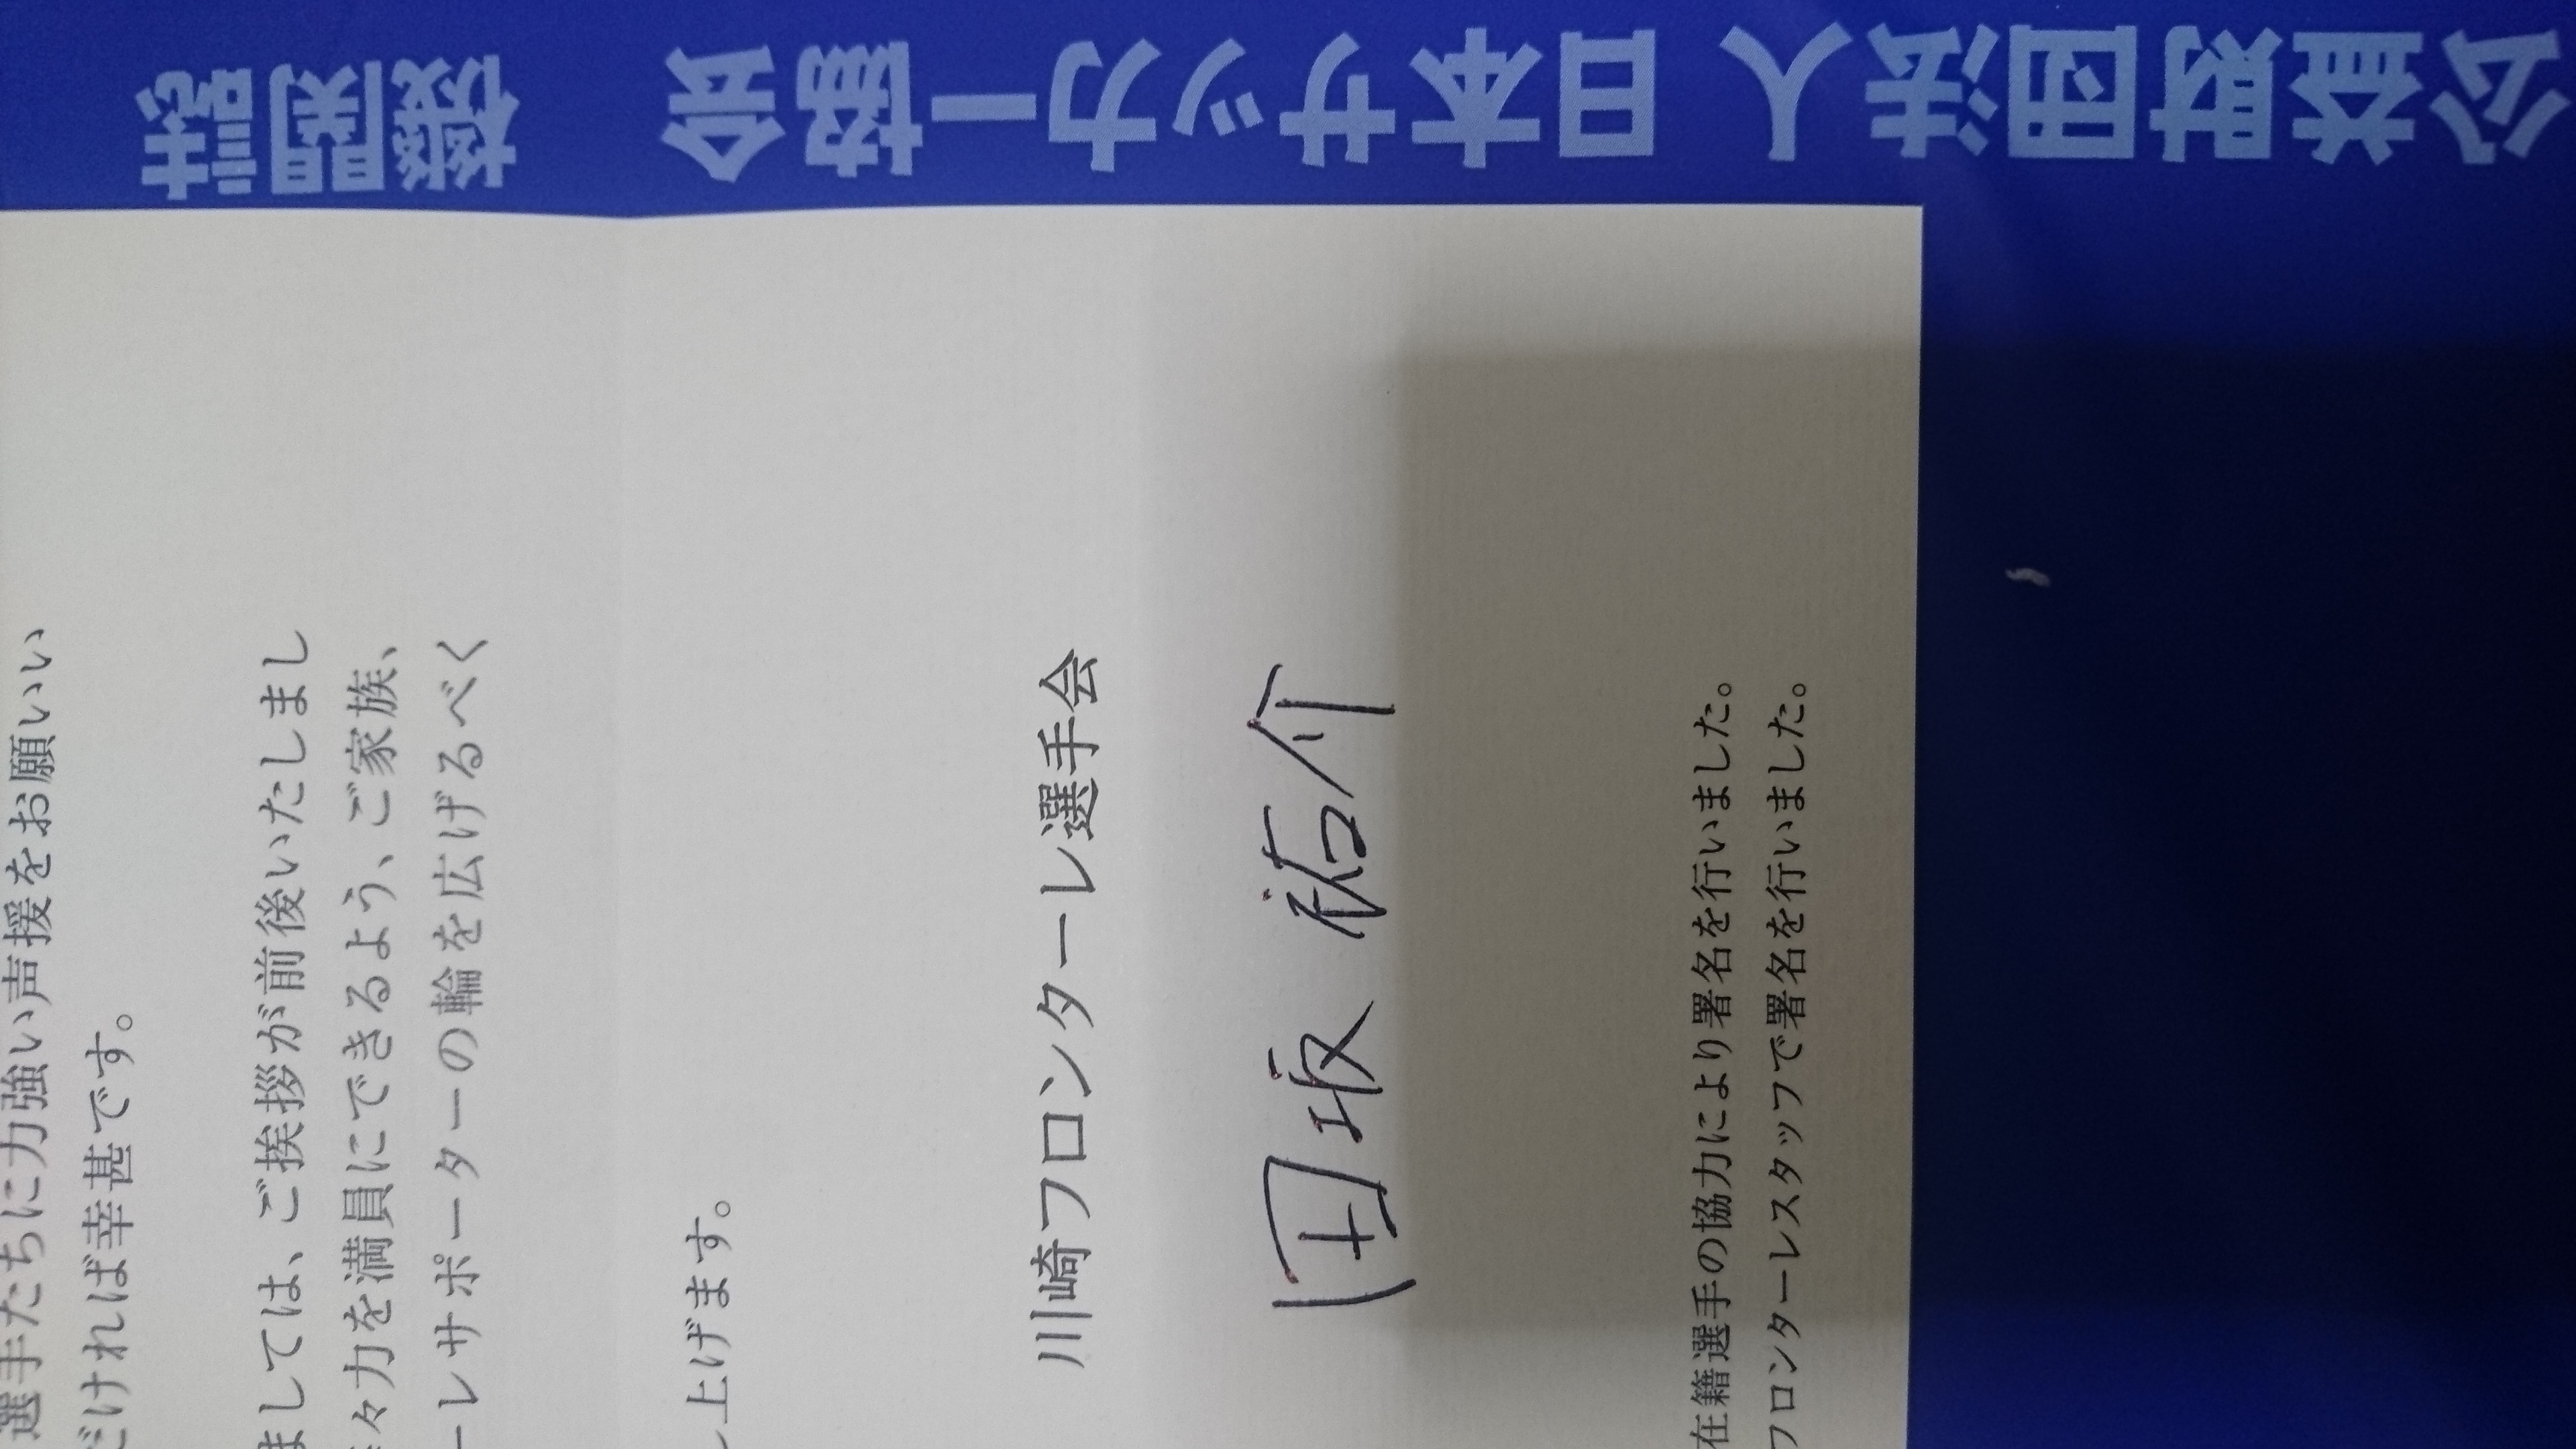 公益財団法人 日本サッカー協会 機関誌
選手たちに力強い声援をお願いい
だければ幸甚です。
ましては、ご挨拶が前後いたしまし
々力を満員にできるよう、ご家族、
ーレサポーターの輪を広げるべく
上げます。
川崎フロンターレ選手会
田坂 祐介
在籍選手の協力により署名を行いました。
フロンターレスタッフで署名を行いました。